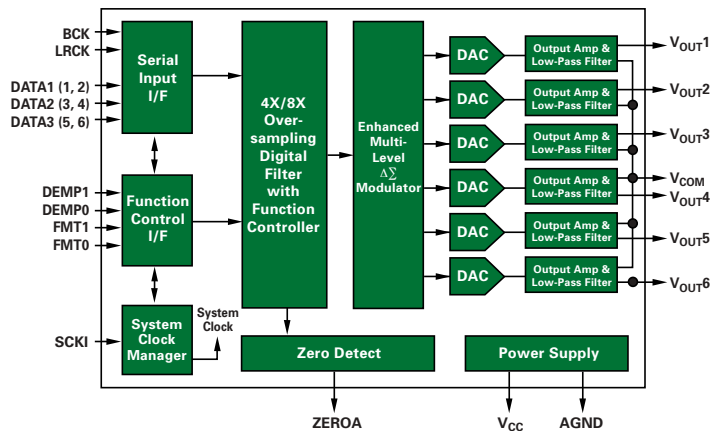 BCK
LRCK
DATA1 (1, 2)
DATA2 (3, 4)
DATA3 (5, 6)
Serial
Input
I/F
DEMP1
DEMP0
FMT1
FMT0
Function
Control
I/F
SCKI
System
Clock
Manager
System
Clock
4X/8X
Over-
sampling
Digital
Filter
with
Function
Controller
Enhanced
Multi-
Level
ΔΣ
Modulator
DAC
DAC
DAC
DAC
DAC
DAC
Output Amp &
Low-Pass Filter
Output Amp &
Low-Pass Filter
Output Amp &
Low-Pass Filter
Output Amp &
Low-Pass Filter
Output Amp &
Low-Pass Filter
Output Amp &
Low-Pass Filter
VOUT1
VOUT2
VOUT3
VCOM
VOUT4
VOUT5
VOUT6
Zero Detect
Power Supply
ZEROA
VCC
AGND